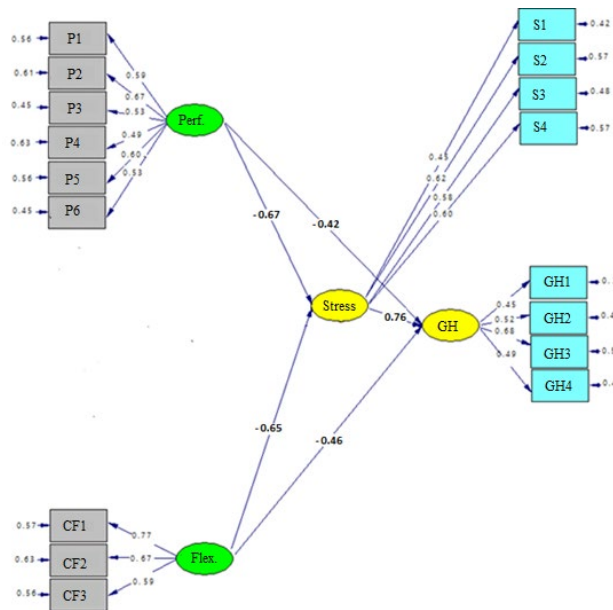 0.56
P1
0.61
P2
0.45
P3
0.63
P4
0.56
P5
0.45
P6
0.59
0.67
0.53
0.49
0.60
0.53
Perf.
S1
0.42
S2
0.57
S3
0.48
S4
0.57
0.45
0.62
0.58
0.60
-0.67
-0.42
Stress
0.76
GH
GH1
GH2
GH3
GH4
0.45
0.52
0.68
0.49
-0.65
-0.46
0.57
CF1
0.63
CF2
0.56
CF3
0.77
0.67
0.59
Flex.